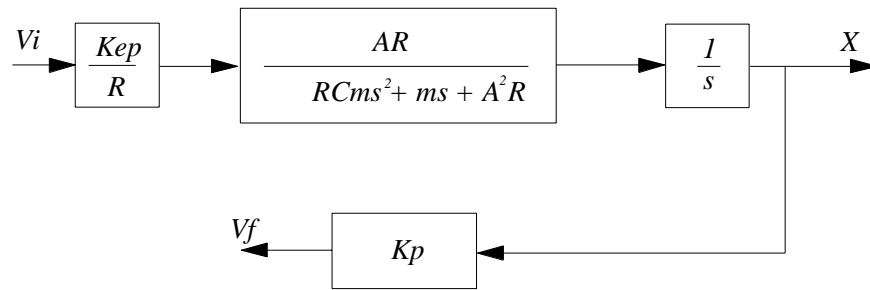 Vi
Kep
R
AR
RCms² + ms + A²R
1
s
X
Vf
Kp